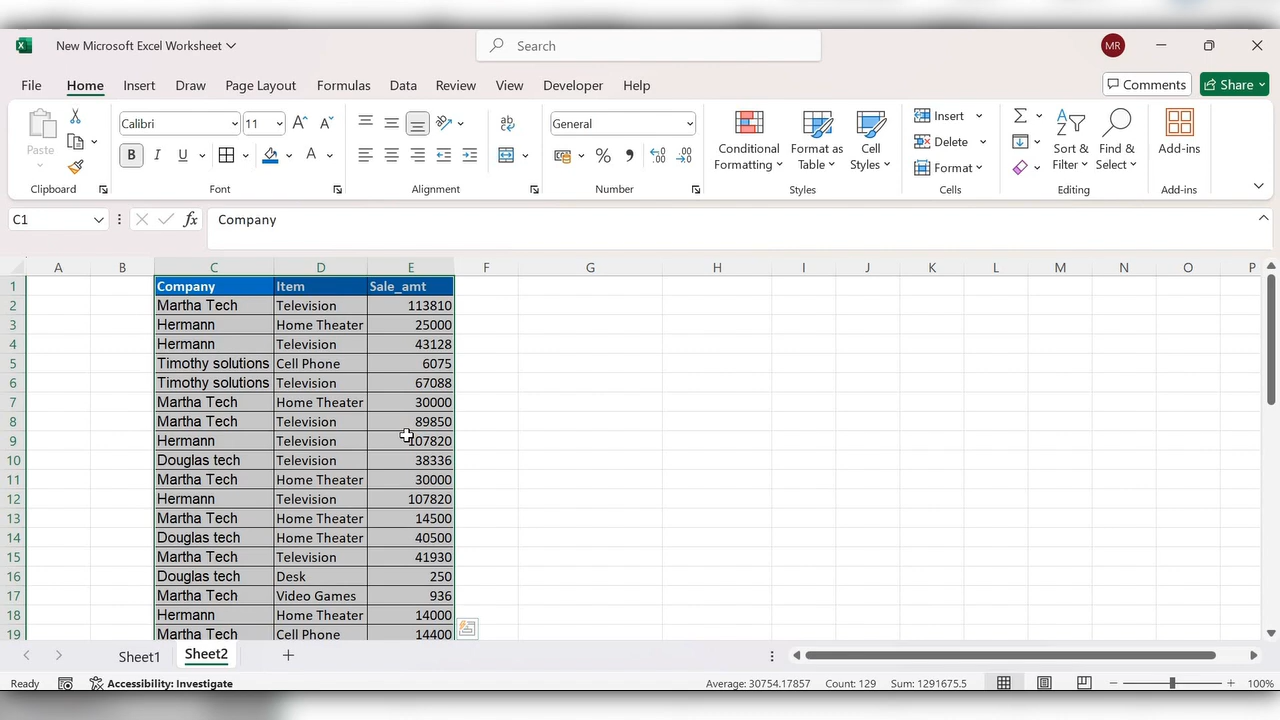 New Microsoft Excel Worksheet
Search
MR
File Home Insert Draw Page Layout Formulas Data Review View Developer Help
Comments Share
Paste
Calibri 11
General
Conditional Formatting
Format as Table
Cell Styles
Insert
Delete
Format
Sort & Filter
Find & Select
Add-ins
Clipboard Font Alignment Number Styles Cells Editing Add-ins
C1 fx Company
A B C D E F G H I J K L M N O P
1 Company Item Sale_amt
2 Martha Tech Television 113810
3 Hermann Home Theater 25000
4 Hermann Television 43128
5 Timothy solutions Cell Phone 6075
6 Timothy solutions Television 67088
7 Martha Tech Home Theater 30000
8 Martha Tech Television 89850
9 Hermann Television 107820
10 Douglas tech Television 38336
11 Martha Tech Home Theater 30000
12 Hermann Television 107820
13 Martha Tech Home Theater 14500
14 Douglas tech Home Theater 40500
15 Martha Tech Television 41930
16 Douglas tech Desk 250
17 Martha Tech Video Games 936
18 Hermann Home Theater 14000
19 Martha Tech Cell Phone 14400
Sheet1 Sheet2
Ready Accessibility: Investigate Average: 30754.17857 Count: 129 Sum: 1291675.5 100%